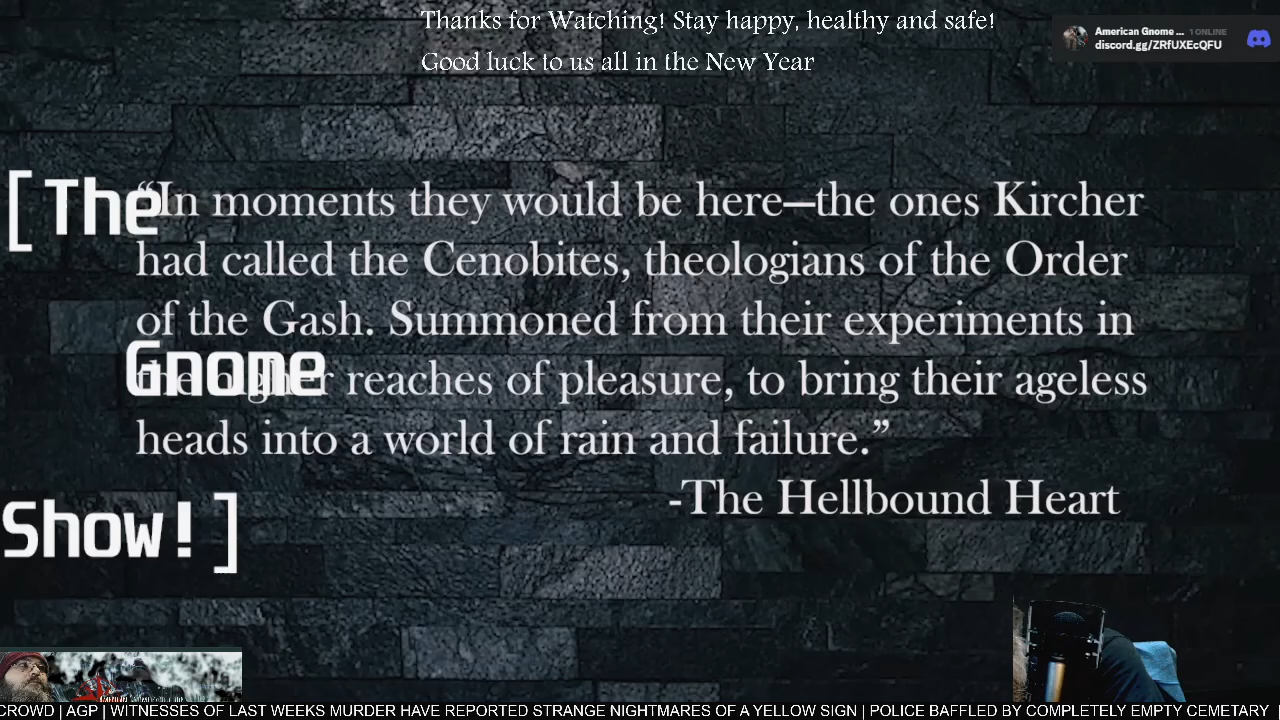 Thanks for Watching! Stay happy, healthy and safe!
Good luck to us all in the New Year
American Gnome ... 1 ONLINE
discord.gg/ZRfUXEcQFU
[The
“In moments they would be here—the ones Kircher
had called the Cenobites, theologians of the Order
of the Gash. Summoned from their experiments in
Gnome
the higher reaches of pleasure, to bring their ageless
heads into a world of rain and failure.”
-The Hellbound Heart
Show!]
CROWD | AGP | WITNESSES OF LAST WEEKS MURDER HAVE REPORTED STRANGE NIGHTMARES OF A YELLOW SIGN | POLICE BAFFLED BY COMPLETELY EMPTY CEMETARY |